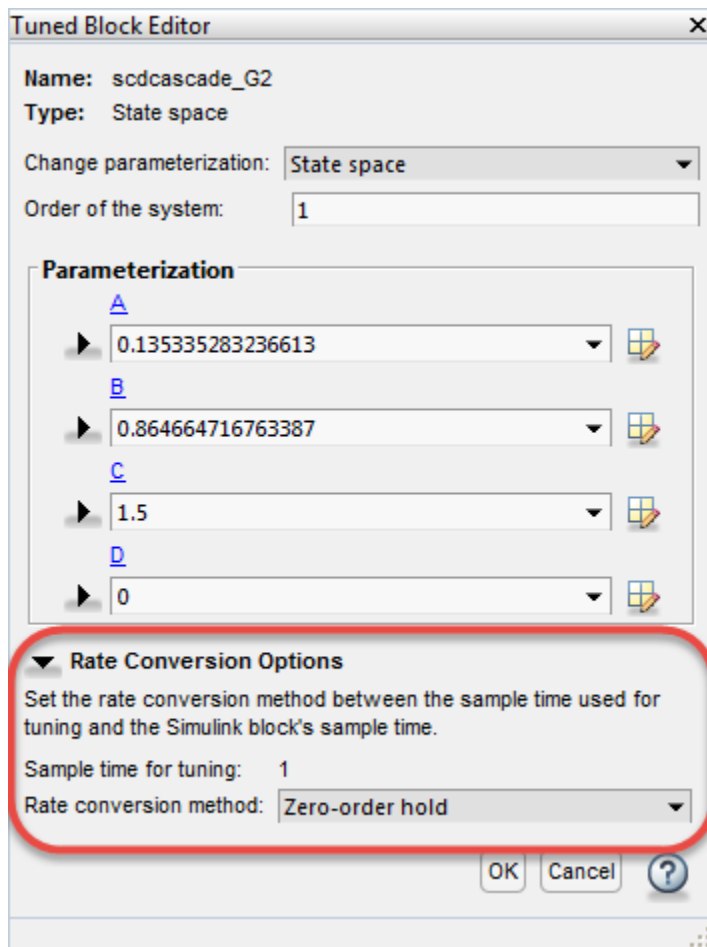 Tuned Block Editor
Name: scdcascade_G2
Type: State space
Change parameterization: State space
Order of the system: 1
Parameterization
A
0.135335283236613
B
0.864664716763387
C
1.5
D
0
Rate Conversion Options
Set the rate conversion method between the sample time used for
tuning and the Simulink block's sample time.
Sample time for tuning: 1
Rate conversion method: Zero-order hold
OK Cancel ?